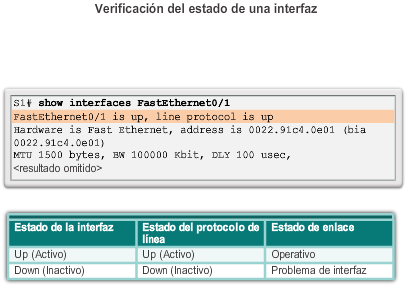 Verificación del estado de una interfaz
S1# show interfaces FastEthernet0/1
FastEthernet0/1 is up, line protocol is up
Hardware is Fast Ethernet, address is 0022.91c4.0e01 (bia
0022.91c4.0e01)
MTU 1500 bytes, BW 100000 Kbit, DLY 100 usec,
<resultado omitido>
Estado de la interfaz Estado del protocolo de línea Estado de enlace
Up (Activo) Up (Activo) Operativo
Down (Inactivo) Down (Inactivo) Problema de interfaz